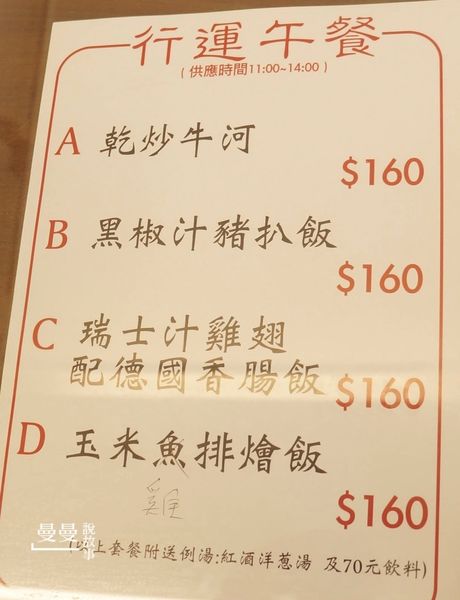 行運午餐
(供應時間11:00~14:00)
A 乾炒牛河
$160
B 黑椒汁豬扒飯
$160
C 瑞士汁雞翅
配德國香腸飯
$160
D 玉米魚排燴飯
雞
$160
(以上套餐附送例湯:紅酒洋蔥湯 及70元飲料)
曼曼
說故事